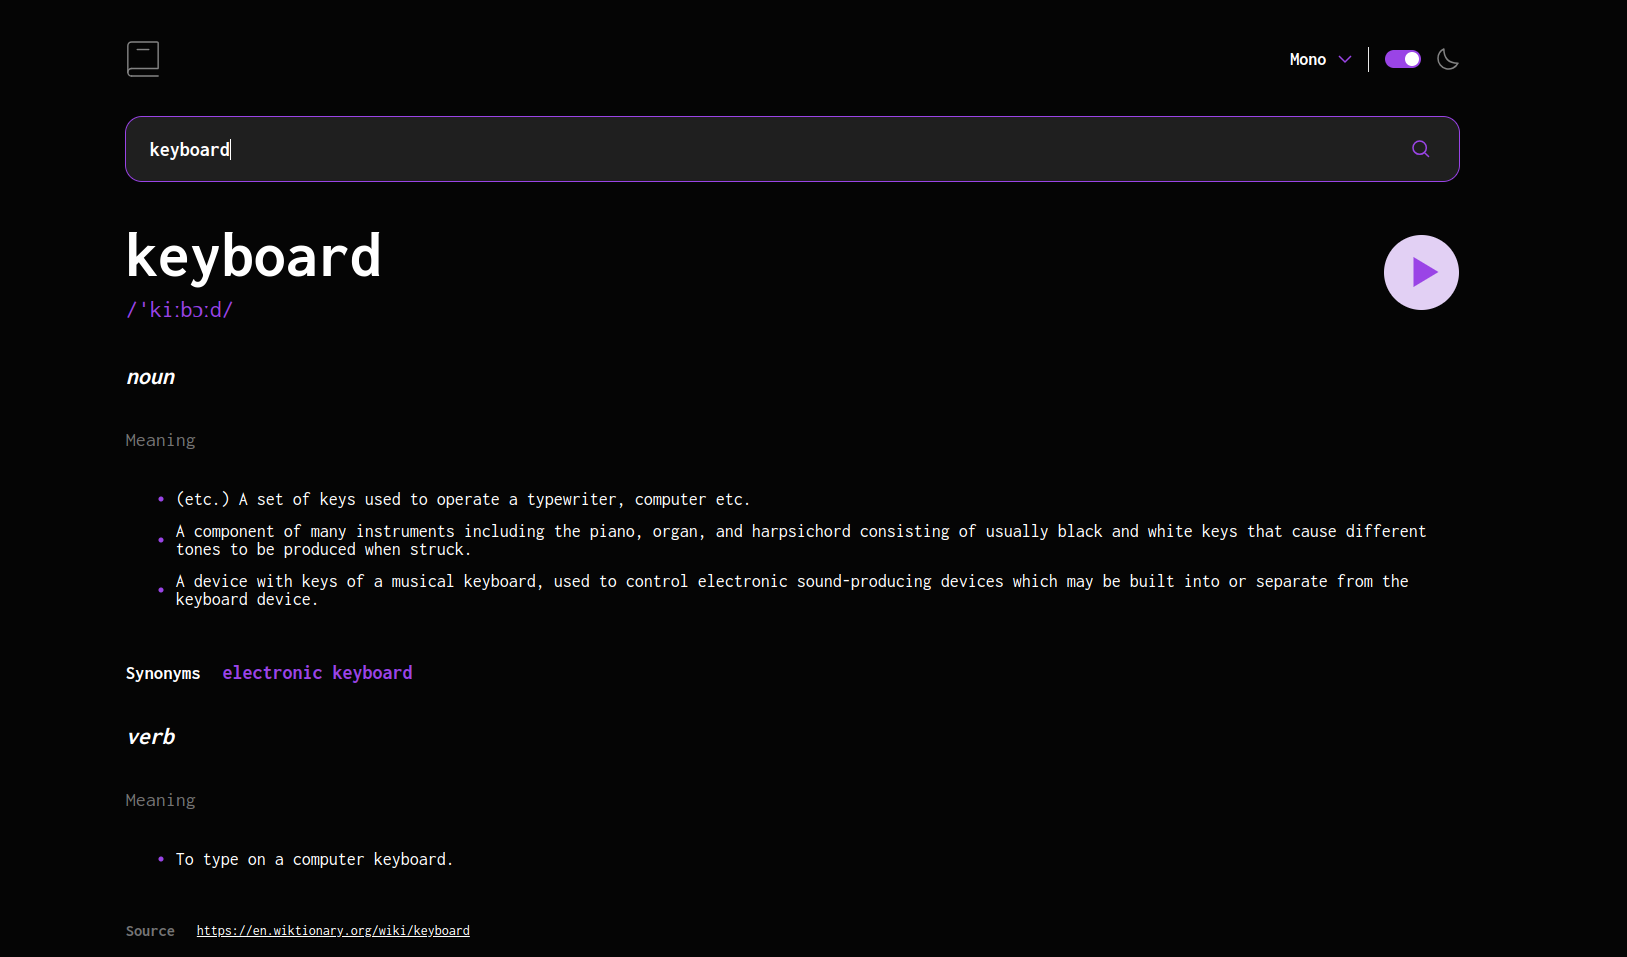 Mono
keyboard
keyboard
/ˈkiːbɔːd/
noun
Meaning
(etc.) A set of keys used to operate a typewriter, computer etc.
A component of many instruments including the piano, organ, and harpsichord consisting of usually black and white keys that cause different
tones to be produced when struck.
A device with keys of a musical keyboard, used to control electronic sound-producing devices which may be built into or separate from the
keyboard device.
Synonyms electronic keyboard
verb
Meaning
To type on a computer keyboard.
Source https://en.wiktionary.org/wiki/keyboard